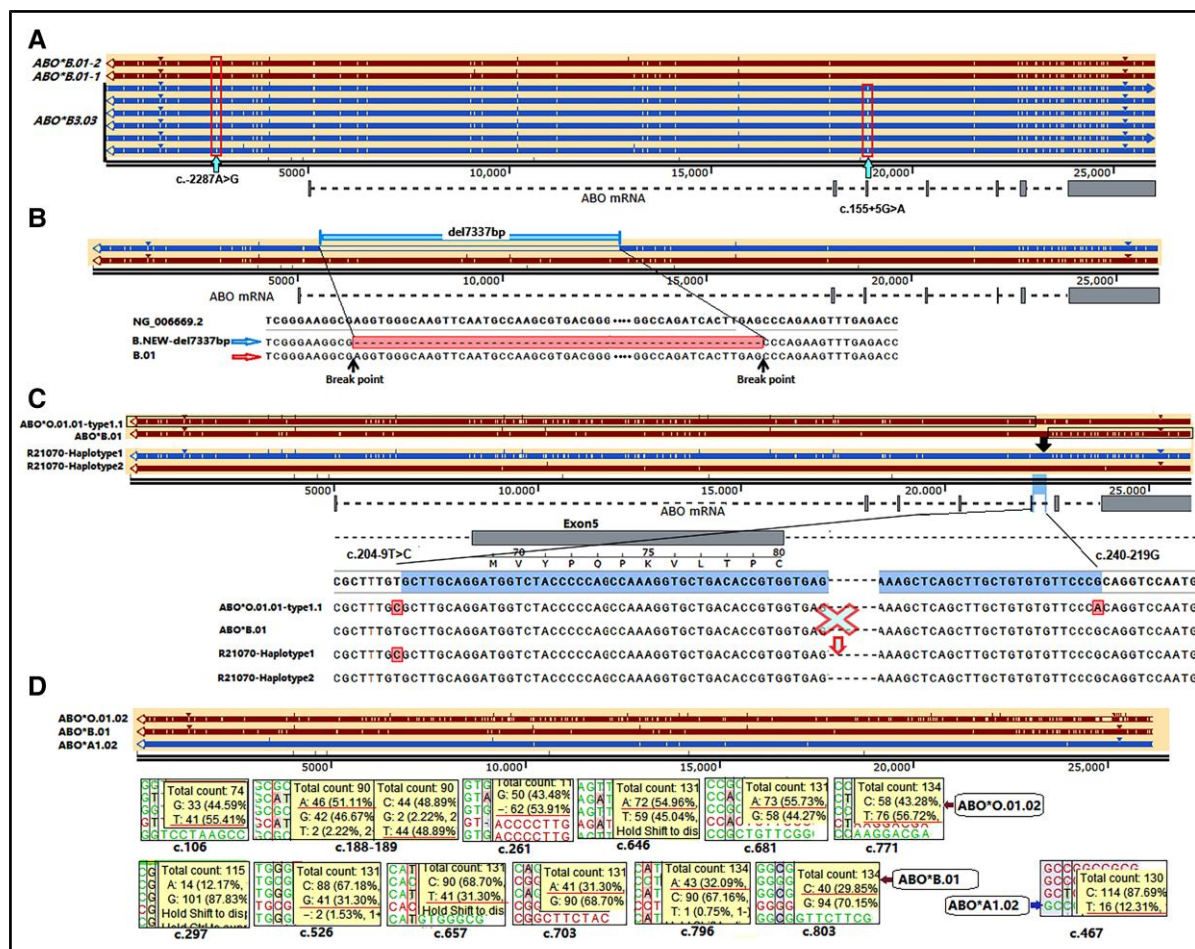 A
ABO*B.01-2
ABO*B.01-1
ABO*B3.03
5000 10,000 15,000 20,000 25,000
c.-2287A>G
ABO mRNA
c.155+5G>A
B
del7337bp
5000 10,000 15,000 20,000 25,000
ABO mRNA
NG_006669.2 TCGGGAAGGCGAGGTGGGCAAGTTCAATGCCAAGCGTGACGGG •••• GGCCAGATCACTTGAGCCCAGAAGTTTGAGACC
B.NEW-del7337bp TCGGGAAGGCG CCCAGAAGTTTGAGACC
B.01 TCGGGAAGGCGAGGTGGGCAAGTTCAATGCCAAGCGTGACGGG •••• GGCCAGATCACTTGAGCCCAGAAGTTTGAGACC
Break point Break point
C
ABO*O.01.01-type1.1
ABO*B.01
R21070-Haplotype1
R21070-Haplotype2
5000 10,000 15,000 20,000 25,000
ABO mRNA
Exon5
c.204-9T>C 70 75 80 c.240-219G
M V Y P Q P K V L T P C
CGCTTTGTGCTTGCAGGATGGTCTACCCCCAGCCAAAGGTGCTGACACCGTGGTGAG------AAAGCTCAGCTTGCTGTGTGTTCCCGCAGGTCCAATG
ABO*O.01.01-type1.1 CGCTTTGCGCTTGCAGGATGGTCTACCCCCAGCCAAAGGTGCTGACACCGTGGTGAG------AAAGCTCAGCTTGCTGTGTGTTCCCACAGGTCCAATG
ABO*B.01 CGCTTTGTGCTTGCAGGATGGTCTACCCCCAGCCAAAGGTGCTGACACCGTGGTGAG------AAAGCTCAGCTTGCTGTGTGTTCCCGCAGGTCCAATG
R21070-Haplotype1 CGCTTTGCGCTTGCAGGATGGTCTACCCCCAGCCAAAGGTGCTGACACCGTGGTGAG------AAAGCTCAGCTTGCTGTGTGTTCCCGCAGGTCCAATG
R21070-Haplotype2 CGCTTTGTGCTTGCAGGATGGTCTACCCCCAGCCAAAGGTGCTGACACCGTGGTGAG------AAAGCTCAGCTTGCTGTGTGTTCCCGCAGGTCCAATG
D
ABO*O.01.02
ABO*B.01
ABO*A1.02
5000 10,000 15,000 20,000 25,000
Total count: 74
G: 33 (44.59%
T: 41 (55.41%
GGTCCTAAGCC
c.106
Total count: 90
A: 46 (51.11%
G: 42 (46.67%
T: 2 (2.22%, 2
Total count: 90
C: 44 (48.89%
G: 2 (2.22%, 2
T: 44 (48.89%
c.188-189
G: 50 (43.48%
-: 62 (53.91%
ACCCCTTG
c.261
Total count: 131
A: 72 (54.96%,
T: 59 (45.04%,
Hold Shift to dis
c.646
Total count: 131
A: 73 (55.73%
G: 58 (44.27%
CCGCTGTTCGG
c.681
Total count: 134
C: 58 (43.28%
T: 76 (56.72%
CCAAGGACGA
c.771
ABO*O.01.02
Total count: 115
A: 14 (12.17%,
G: 101 (87.83%
Hold Shift to disp
c.297
Total count: 131
C: 88 (67.18%
G: 41 (31.30%
-: 2 (1.53%, 1+
c.526
Total count: 131
C: 90 (68.70%
T: 41 (31.30%
c.657
A: 41 (31.30%
G: 90 (68.70%
CGGCTTCTAC
c.703
Total count: 134
A: 43 (32.09%,
C: 90 (67.16%
T: 1 (0.75%, 1-
c.796
Total count: 134
C: 40 (29.85%
G: 94 (70.15%
GGCGGTTCTTCG
c.803
ABO*B.01
ABO*A1.02
Total count: 130
C: 114 (87.69%
T: 16 (12.31%,
c.467